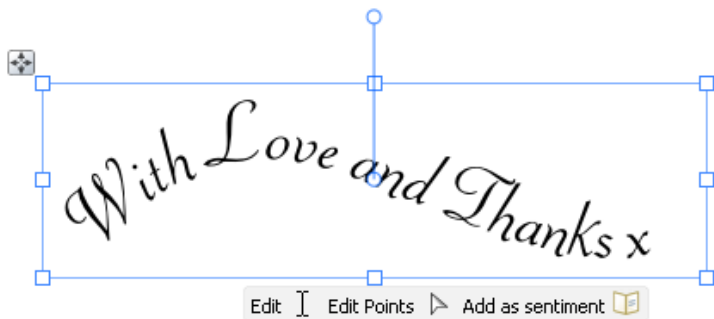 With Love and Thanks x
Edit Edit Points Add as sentiment